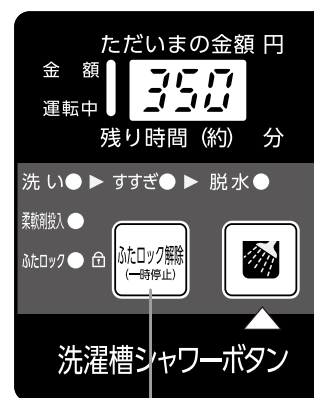 ただいまの金額 円
金 額
350
運転中
残り時間 (約) 分
洗い● ▶ すすぎ● ▶ 脱水●
柔軟剤投入●
ふたロック●
ふたロック解除
(一時停止)
洗濯槽シャワーボタン